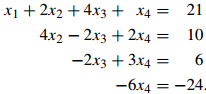 x1 + 2x2 + 4x3 + x4 = 21
4x2 − 2x3 + 2x4 = 10
−2x3 + 3x4 = 6
−6x4 = −24.